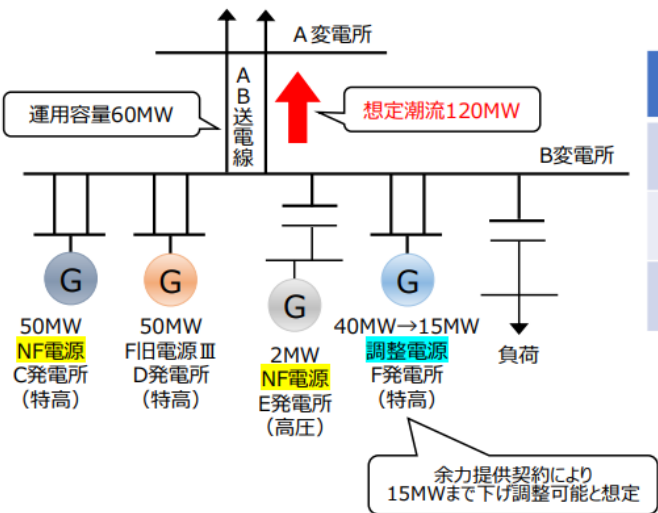 A変電所
AB送電線
運用容量60MW
想定潮流120MW
B変電所
G
50MW
NF電源
C発電所
(特高)
G
50MW
F旧電源Ⅲ
D発電所
(特高)
G
2MW
NF電源
E発電所
(高圧)
G
40MW→15MW
調整電源
F発電所
(特高)
負荷
余力提供契約により
15MWまで下げ調整可能と想定